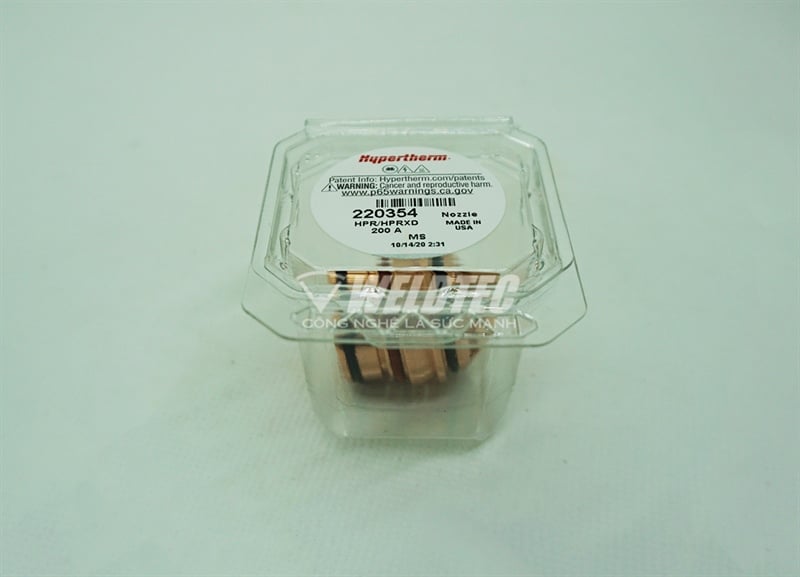 Hypertherm
Patent Info: Hypertherm.com/patents
WARNING: Cancer and reproductive harm.
www.p65warnings.ca.gov
220354 Nozzle
HPR/HPRXD MADE IN
200 A USA
MS
10/14/20 2:31
WELDTEC
CÔNG NGHỆ LÀ SỨC MẠNH